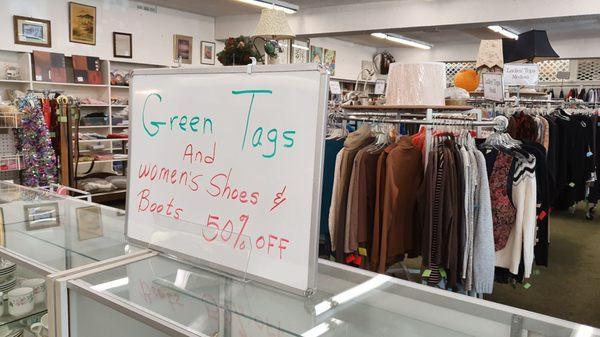 Green Tags
And
women's Shoes &
Boots 50% OFF
Ladies Tops